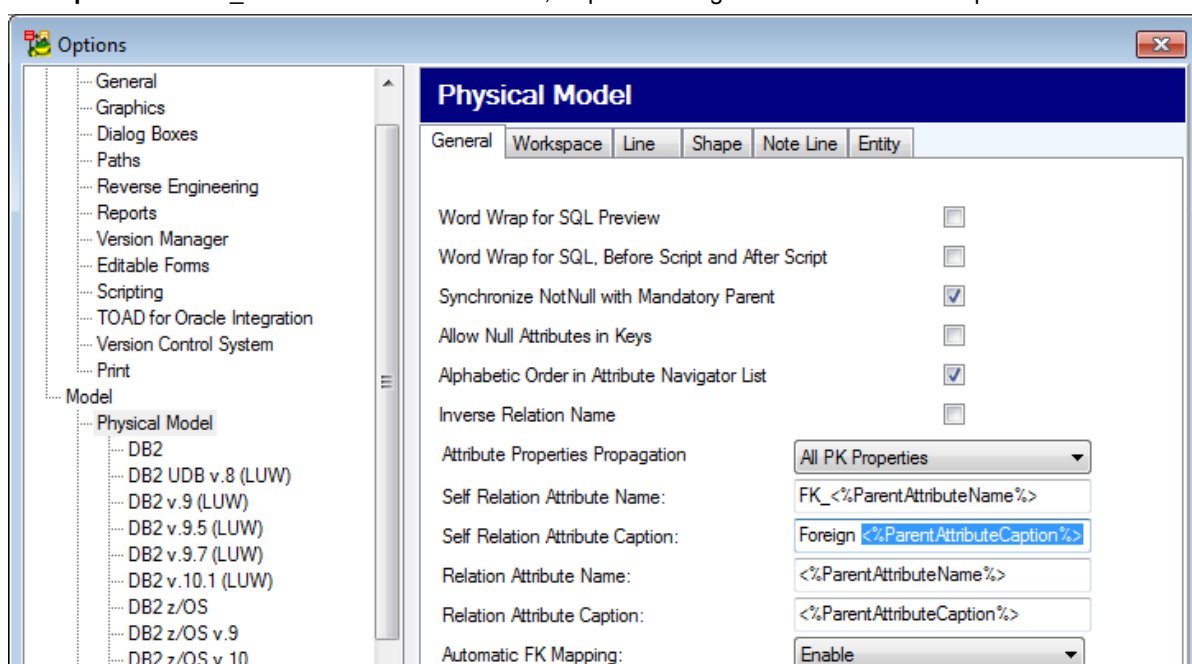 Options
General
Graphics
Dialog Boxes
Paths
Reverse Engineering
Reports
Version Manager
Editable Forms
Scripting
TOAD for Oracle Integration
Version Control System
Print
Model
Physical Model
DB2
DB2 UDB v.8 (LUW)
DB2 v.9 (LUW)
DB2 v.9.5 (LUW)
DB2 v.9.7 (LUW)
DB2 v.10.1 (LUW)
DB2 z/OS
DB2 z/OS v.9
DB2 z/OS v.10
Physical Model
General Workspace Line Shape Note Line Entity
Word Wrap for SQL Preview
Word Wrap for SQL, Before Script and After Script
Synchronize NotNull with Mandatory Parent
Allow Null Attributes in Keys
Alphabetic Order in Attribute Navigator List
Inverse Relation Name
Attribute Properties Propagation All PK Properties
Self Relation Attribute Name: FK_<%ParentAttributeName%>
Self Relation Attribute Caption: Foreign <%ParentAttributeCaption%>
Relation Attribute Name: <%ParentAttributeName%>
Relation Attribute Caption: <%ParentAttributeCaption%>
Automatic FK Mapping: Enable